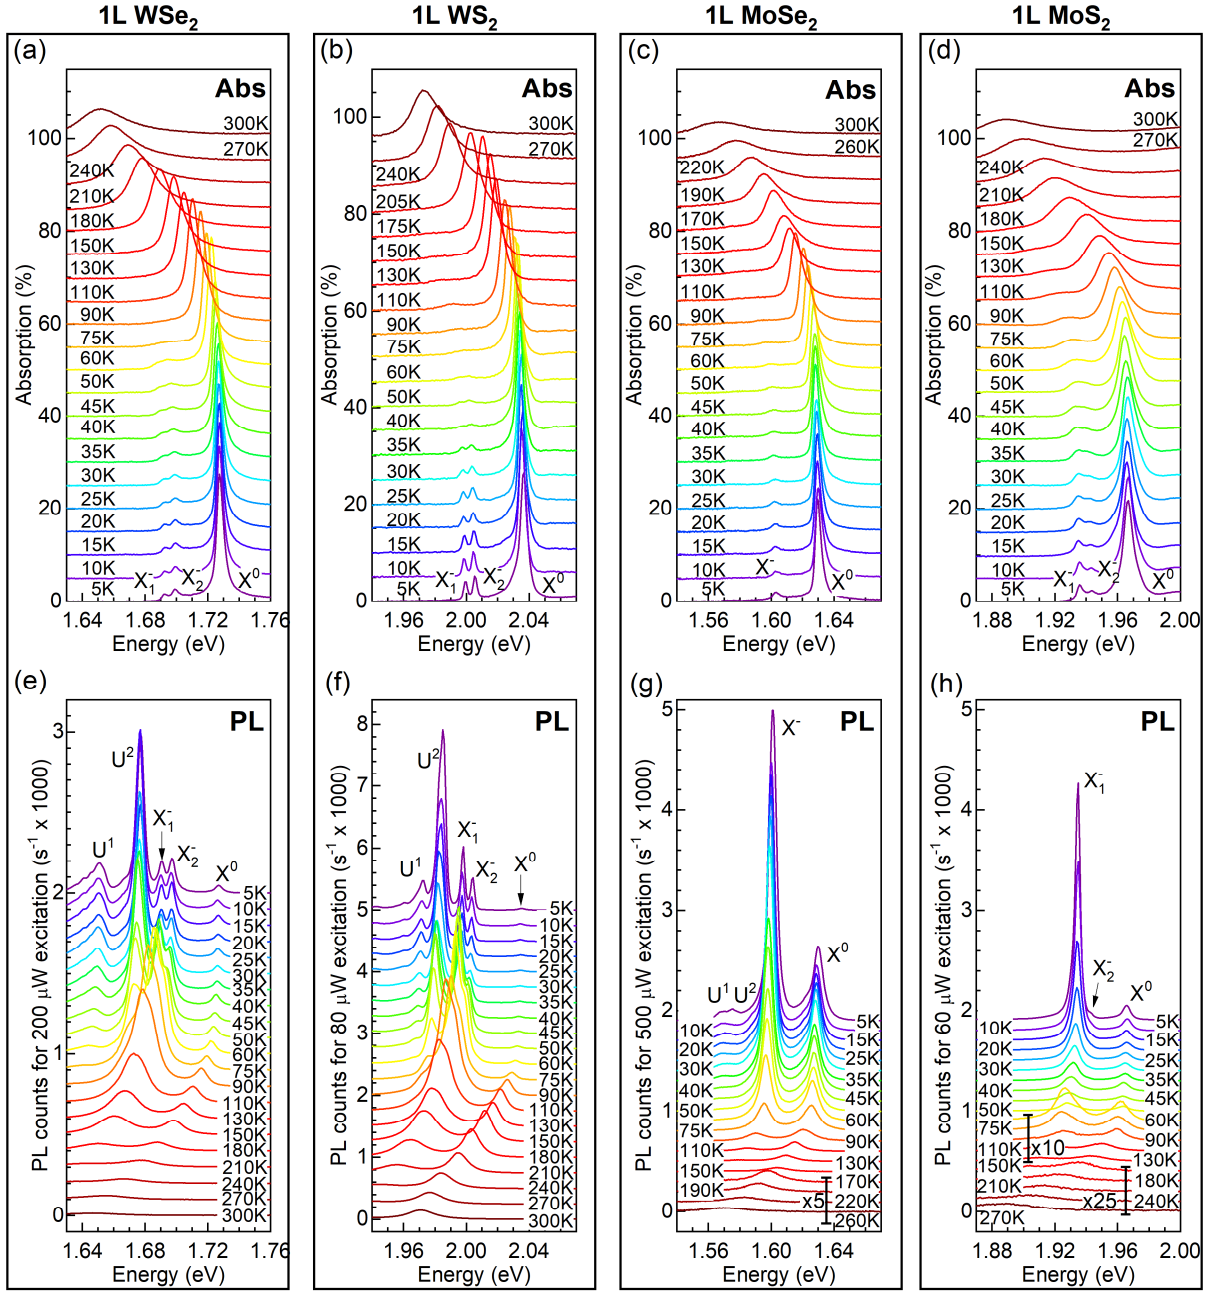 1L WSe2
1L WS2
1L MoSe2
1L MoS2
(a)
Abs
Absorption (%)
100
80
60
40
20
0
300K
270K
240K
210K
180K
150K
130K
110K
90K
75K
60K
50K
45K
40K
35K
30K
25K
20K
15K
10K
5K
X1-
X2-
X0
1.64
1.68
1.72
1.76
Energy (eV)
(b)
Abs
Absorption (%)
100
80
60
40
20
0
300K
270K
240K
205K
175K
150K
130K
110K
90K
75K
60K
50K
45K
40K
35K
30K
25K
20K
15K
10K
5K
X1-
X2-
X0
1.96
2.00
2.04
Energy (eV)
(c)
Abs
Absorption (%)
100
80
60
40
20
0
300K
260K
220K
190K
170K
150K
130K
110K
90K
75K
60K
50K
45K
40K
35K
30K
25K
20K
15K
10K
5K
X-
X0
1.56
1.60
1.64
Energy (eV)
(d)
Abs
Absorption (%)
100
80
60
40
20
0
300K
270K
240K
210K
180K
150K
130K
110K
90K
75K
60K
50K
45K
40K
35K
30K
25K
20K
15K
10K
5K
X1-
X2-
X0
1.88
1.92
1.96
2.00
Energy (eV)
(e)
PL
PL counts for 200 µW excitation (s-1 x 1000)
3
2
1
0
U2
U1
X1-
X2-
X0
5K
10K
15K
20K
25K
30K
35K
40K
45K
50K
60K
75K
90K
110K
130K
150K
180K
210K
240K
270K
300K
1.64
1.68
1.72
1.76
Energy (eV)
(f)
PL
PL counts for 80 µW excitation (s-1 x 1000)
8
7
6
5
4
3
2
1
0
U2
U1
X1-
X2-
X0
5K
10K
15K
20K
25K
30K
35K
40K
45K
50K
60K
75K
90K
110K
130K
150K
180K
210K
240K
270K
300K
1.96
2.00
2.04
Energy (eV)
(g)
PL
PL counts for 500 µW excitation (s-1 x 1000)
5
4
3
2
1
0
X-
X0
U1 U2
5K
10K
15K
20K
25K
30K
35K
40K
45K
50K
60K
75K
90K
110K
130K
150K
170K
190K
x5
220K
260K
1.56
1.60
1.64
Energy (eV)
(h)
PL
PL counts for 60 µW excitation (s-1 x 1000)
5
4
3
2
1
0
X1-
X2-
X0
5K
10K
15K
20K
25K
30K
35K
40K
45K
50K
60K
75K
90K
110K
x10
130K
150K
180K
210K
x25
240K
270K
1.88
1.92
1.96
2.00
Energy (eV)